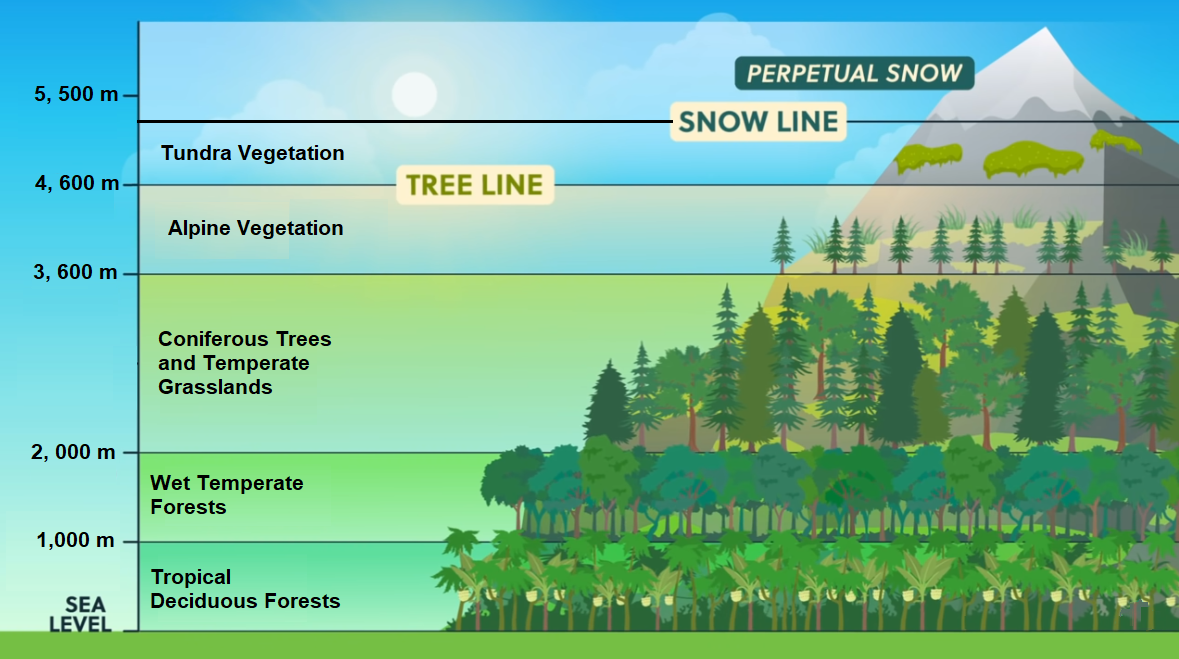 PERPETUAL SNOW
5, 500 m
SNOW LINE
Tundra Vegetation
4, 600 m
TREE LINE
Alpine Vegetation
3, 600 m
Coniferous Trees
and Temperate
Grasslands
2, 000 m
Wet Temperate
Forests
1,000 m
Tropical
Deciduous Forests
SEA
LEVEL